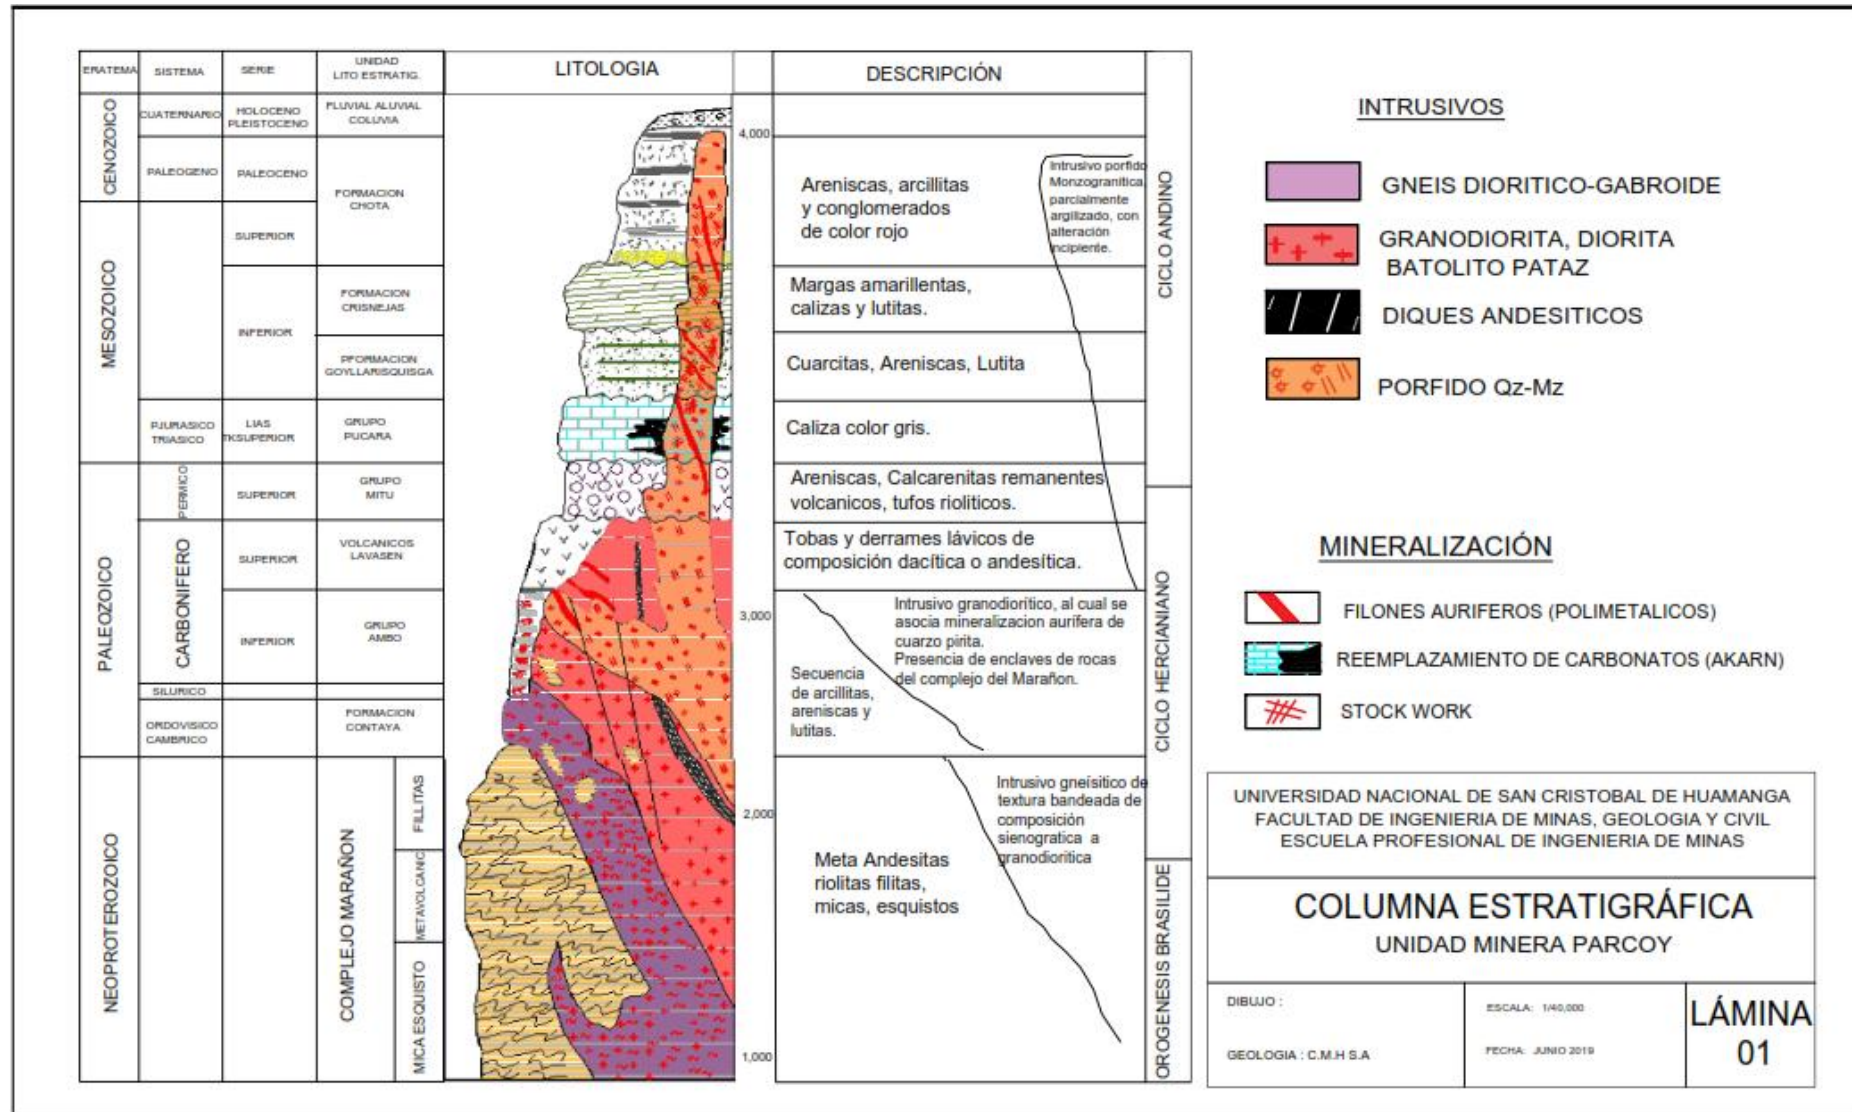 ERATEMA
SISTEMA
SERIE
UNIDAD
LITO ESTRATIG.
LITOLOGIA
DESCRIPCIÓN
CENOZOICO
CUATERNARIO
HOLOCENO
PLEISTOCENO
FLUVIAL ALUVIAL
COLUVIA
PALEOGENO
PALEOCENO
FORMACION
CHOTA
MESOZOICO
SUPERIOR
INFERIOR
FORMACION
CRISNEJAS
PFORMACION
GOYLLARISQUISGA
PJURASICO
TRIASICO
LIAS
TKSUPERIOR
GRUPO
PUCARA
PALEOZOICO
PERMICO
SUPERIOR
GRUPO
MITU
CARBONIFERO
SUPERIOR
VOLCANICOS
LAVASEN
INFERIOR
GRUPO
AMBO
SILURICO
ORDOVISICO
CAMBRICO
FORMACION
CONTAYA
NEOPROTEROZOICO
COMPLEJO MARAÑON
FILLITAS
METAVOLCANIC
MICA ESQUISTO
4,000
3,000
2,000
1,000
Areniscas, arcillitas
y conglomerados
de color rojo
Intrusivo porfido
Monzogranitica,
parcialmente
argilizado, con
alteración
incipiente.
Margas amarillentas,
calizas y lutitas.
Cuarcitas, Areniscas, Lutita
Caliza color gris.
Areniscas, Calcarenitas remanentes
volcanicos, tufos rioliticos.
Tobas y derrames lávicos de
composición dacítica o andesítica.
Intrusivo granodiorítico, al cual se
asocia mineralizacion aurífera de
cuarzo pirita.
Presencia de enclaves de rocas
del complejo del Marañon.
Secuencia
de arcillitas,
areniscas y
lutitas.
Intrusivo gneísitico de
textura bandeada de
composición
sienogratica a
granodioritica
Meta Andesitas
riolitas filitas,
micas, esquistos
CICLO ANDINO
CICLO HERCIANIANO
OROGENESIS BRASILIDE
INTRUSIVOS
GNEIS DIORITICO-GABROIDE
GRANODIORITA, DIORITA
BATOLITO PATAZ
DIQUES ANDESITICOS
PORFIDO Qz-Mz
MINERALIZACIÓN
FILONES AURIFEROS (POLIMETALICOS)
REEMPLAZAMIENTO DE CARBONATOS (AKARN)
STOCK WORK
UNIVERSIDAD NACIONAL DE SAN CRISTOBAL DE HUAMANGA
FACULTAD DE INGENIERIA DE MINAS, GEOLOGIA Y CIVIL
ESCUELA PROFESIONAL DE INGENIERIA DE MINAS
COLUMNA ESTRATIGRÁFICA
UNIDAD MINERA PARCOY
DIBUJO :
GEOLOGIA : C.M.H S.A
ESCALA: 1/40,000
FECHA: JUNIO 2019
LÁMINA
01